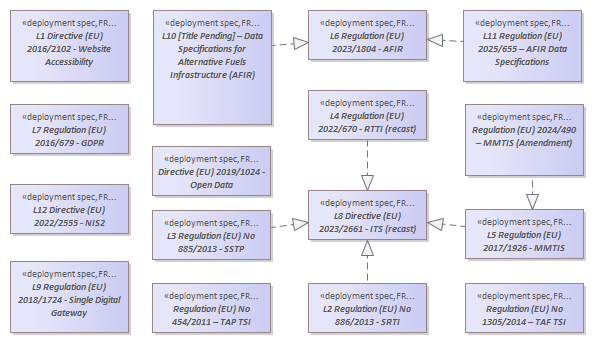 «deployment spec,FR...
L1 Directive (EU)
2016/2102 - Website
Accessibility
«deployment spec,FR...
L10 [Title Pending] – Data
Specifications for
Alternative Fuels
Infrastructure (AFIR)
«deployment spec,FR...
L6 Regulation (EU)
2023/1804 - AFIR
«deployment spec,FR...
L11 Regulation (EU)
2025/655 – AFIR Data
Specifications
«deployment spec,FR...
L7 Regulation (EU)
2016/679 - GDPR
«deployment spec,FR...
L4 Regulation (EU)
2022/670 - RTTI (recast)
«deployment spec,FR...
Regulation (EU) 2024/490
– MMTIS (Amendment)
«deployment spec,FR...
Directive (EU) 2019/1024 -
Open Data
«deployment spec,FR...
L12 Directive (EU)
2022/2555 - NIS2
«deployment spec,FR...
L3 Regulation (EU) No
885/2013 - SSTP
«deployment spec,FR...
L8 Directive (EU)
2023/2661 - ITS (recast)
«deployment spec,FR...
L5 Regulation (EU)
2017/1926 - MMTIS
«deployment spec,FR...
L9 Regulation (EU)
2018/1724 - Single Digital
Gateway
«deployment spec,FR...
Regulation (EU) No
454/2011 – TAP TSI
«deployment spec,FR...
L2 Regulation (EU) No
886/2013 - SRTI
«deployment spec,FR...
Regulation (EU) No
1305/2014 – TAF TSI